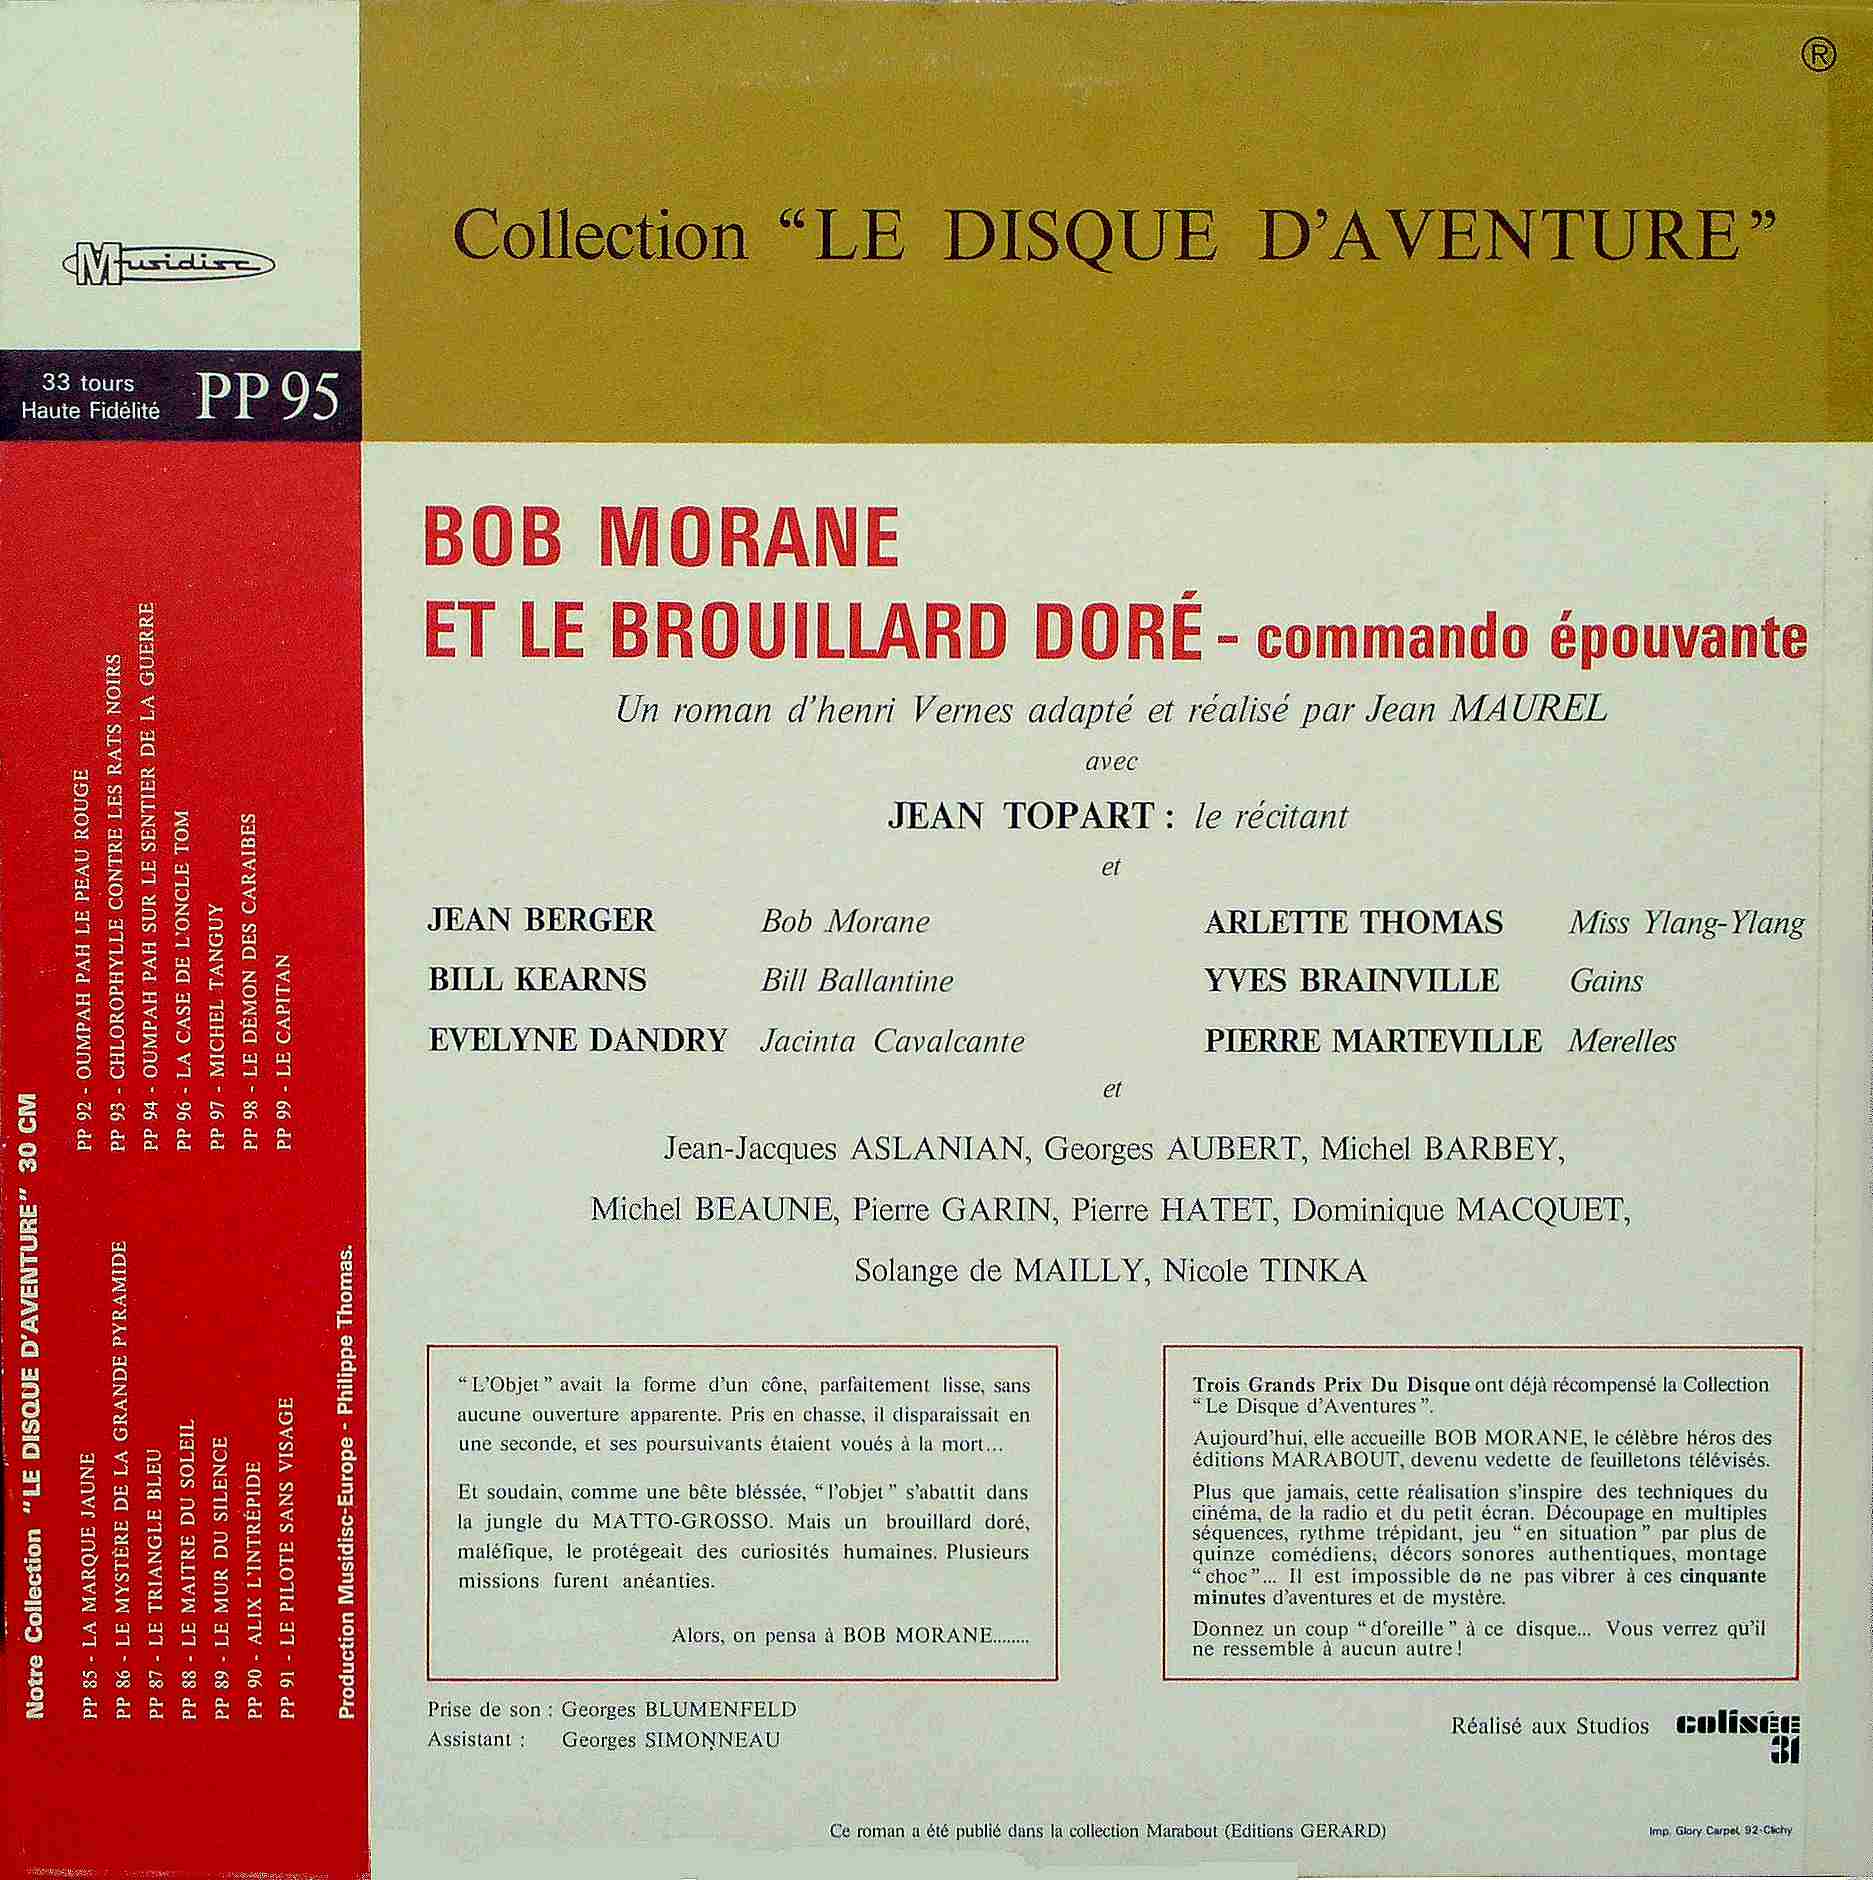 ®
Musidisc
Collection “LE DISQUE D’AVENTURE”
33 tours
Haute Fidélité
PP 95
BOB MORANE
ET LE BROUILLARD DORÉ - commando épouvante
Un roman d'henri Vernes adapté et réalisé par Jean MAUREL
avec
JEAN TOPART : le récitant
et
JEAN BERGER Bob Morane
BILL KEARNS Bill Ballantine
EVELYNE DANDRY Jacinta Cavalcante
ARLETTE THOMAS Miss Ylang-Ylang
YVES BRAINVILLE Gains
PIERRE MARTEVILLE Merelles
et
Jean-Jacques ASLANIAN, Georges AUBERT, Michel BARBEY,
Michel BEAUNE, Pierre GARIN, Pierre HATET, Dominique MACQUET,
Solange de MAILLY, Nicole TINKA
“L'Objet” avait la forme d'un cône, parfaitement lisse, sans
aucune ouverture apparente. Pris en chasse, il disparaissait en
une seconde, et ses poursuivants étaient voués à la mort...
Et soudain, comme une bête bléssée, “l'objet” s'abattit dans
la jungle du MATTO-GROSSO. Mais un brouillard doré,
maléfique, le protégeait des curiosités humaines. Plusieurs
missions furent anéanties.
Alors, on pensa à BOB MORANE........
Trois Grands Prix Du Disque ont déjà récompensé la Collection
“Le Disque d'Aventures”.
Aujourd'hui, elle accueille BOB MORANE, le célèbre héros des
éditions MARABOUT, devenu vedette de feuilletons télévisés.
Plus que jamais, cette réalisation s'inspire des techniques du
cinéma, de la radio et du petit écran. Découpage en multiples
séquences, rythme trépidant, jeu “en situation” par plus de
quinze comédiens, décors sonores authentiques, montage
“choc”... Il est impossible de ne pas vibrer à ces cinquante
minutes d'aventures et de mystère.
Donnez un coup “d'oreille” à ce disque... Vous verrez qu'il
ne ressemble à aucun autre !
Prise de son : Georges BLUMENFELD
Assistant : Georges SIMONNEAU
Réalisé aux Studios colisée
31
Ce roman a été publié dans la collection Marabout (Editions GERARD)
Imp. Glory Carpel, 92-Clichy
Notre Collection “LE DISQUE D'AVENTURE” 30 CM
PP 85 - LA MARQUE JAUNE
PP 86 - LE MYSTÈRE DE LA GRANDE PYRAMIDE
PP 87 - LE TRIANGLE BLEU
PP 88 - LE MAITRE DU SOLEIL
PP 89 - LE MUR DU SILENCE
PP 90 - ALIX L'INTRÉPIDE
PP 91 - LE PILOTE SANS VISAGE
PP 92 - OUMPAH PAH LE PEAU ROUGE
PP 93 - CHLOROPHYLLE CONTRE LES RATS NOIRS
PP 94 - OUMPAH PAH SUR LE SENTIER DE LA GUERRE
PP 96 - LA CASE DE L'ONCLE TOM
PP 97 - MICHEL TANGUY
PP 98 - LE DÉMON DES CARAIBES
PP 99 - LE CAPITAN
Production Musidisc-Europe - Philippe Thomas.